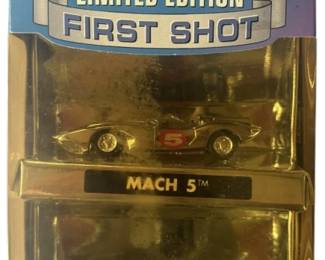 LIMITED EDITION
FIRST SHOT
5
MACH 5™